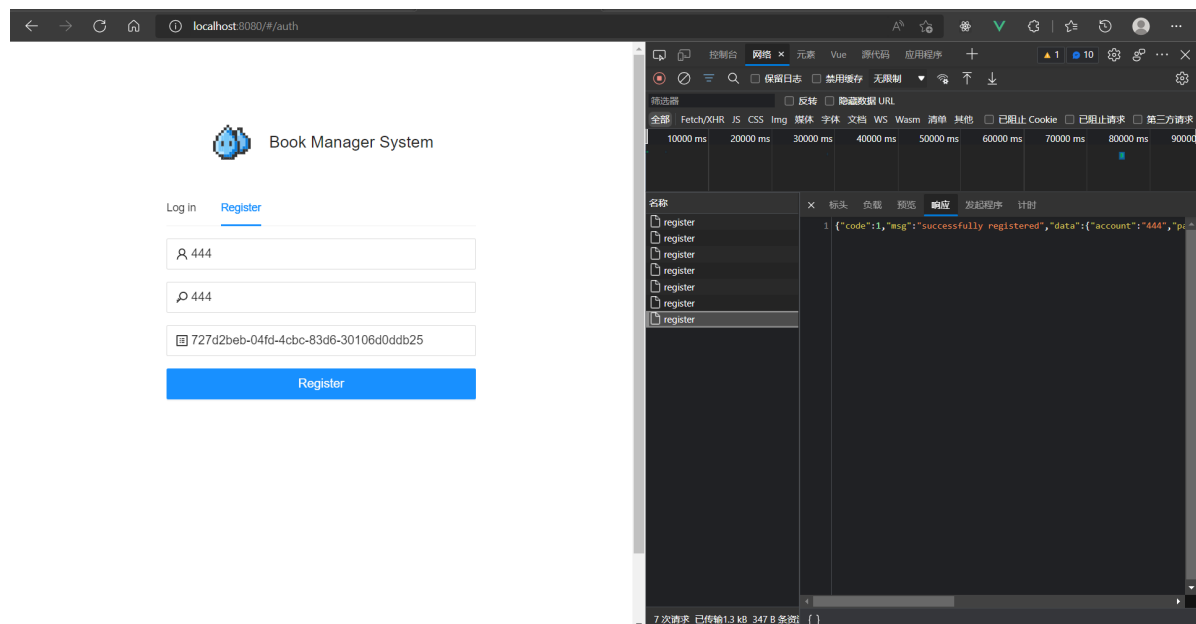 localhost:8080/#/auth
Book Manager System
Log in Register
444
444
727d2beb-04fd-4cbc-83d6-30106d0ddb25
Register
控制台 网络 元素 Vue 源代码 应用程序 1 10
保留日志 禁用缓存 无限制
筛选器 反转 隐藏数据 URL
全部 Fetch/XHR JS CSS Img 媒体 字体 文档 WS Wasm 清单 其他 已阻止 Cookie 已阻止请求 第三方请求
10000 ms 20000 ms 30000 ms 40000 ms 50000 ms 60000 ms 70000 ms 80000 ms 90000
名称
register
register
register
register
register
register
register
标头 负载 预览 响应 发起程序 计时
1 {"code":1,"msg":"successfully registered","data":{"account":"444","pa
7 次请求 已传输1.3 kB 347 B 条资 { }